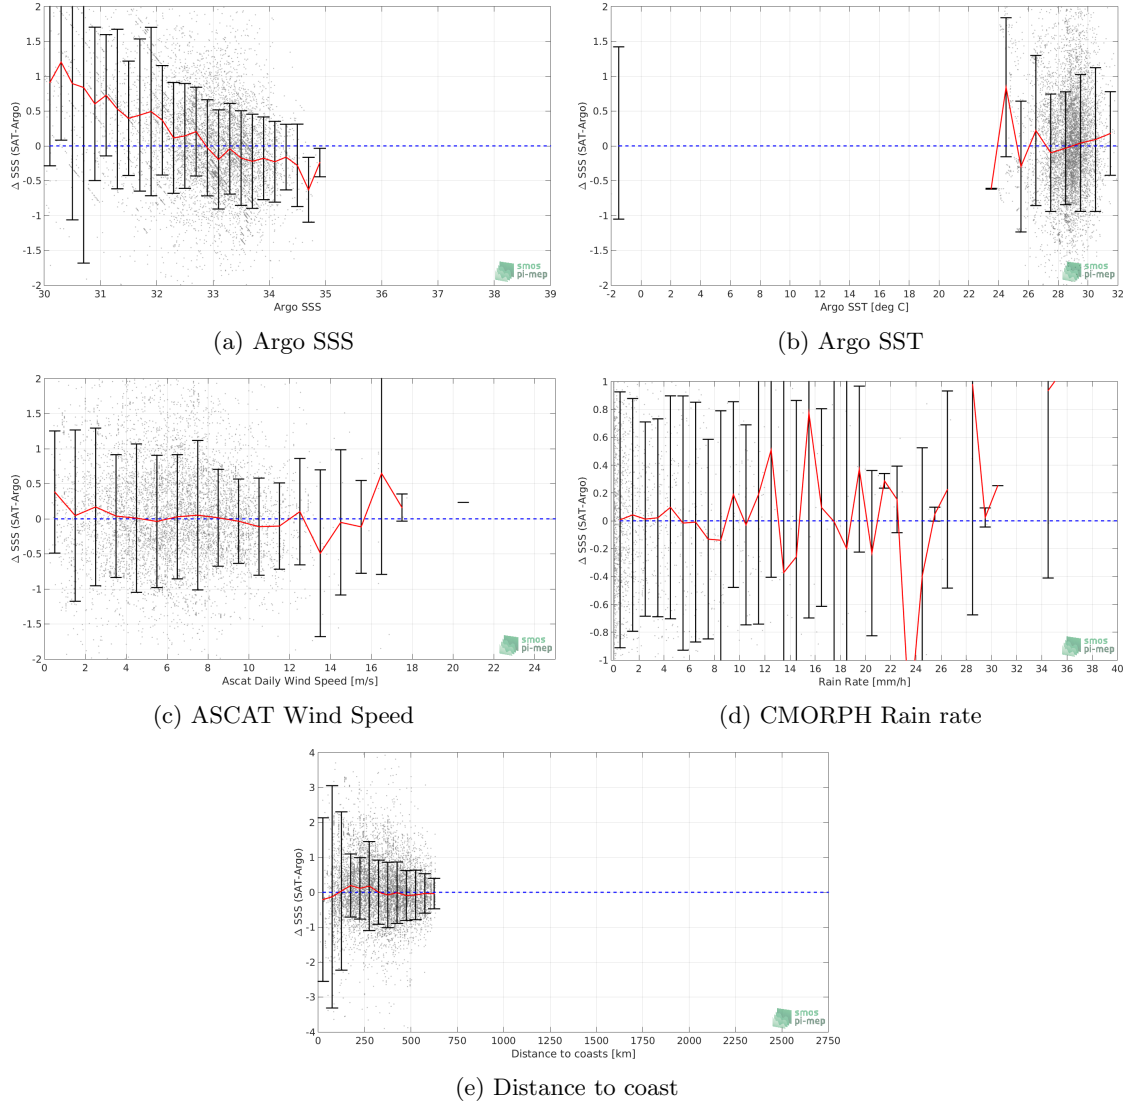 2
1.5
1
0.5
0
-0.5
-1
-1.5
-2
Δ SSS (SAT-Argo)
30 31 32 33 34 35 36 37 38 39
Argo SSS
smos
pi-mep
(a) Argo SSS
2
1.5
1
0.5
0
-0.5
-1
-1.5
-2
Δ SSS (SAT-Argo)
-2 0 2 4 6 8 10 12 14 16 18 20 22 24 26 28 30 32
Argo SST [deg C]
smos
pi-mep
(b) Argo SST
2
1.5
1
0.5
0
-0.5
-1
-1.5
-2
Δ SSS (SAT-Argo)
0 2 4 6 8 10 12 14 16 18 20 22 24
Ascat Daily Wind Speed [m/s]
smos
pi-mep
(c) ASCAT Wind Speed
1
0.8
0.6
0.4
0.2
0
-0.2
-0.4
-0.6
-0.8
-1
Δ SSS (SAT-Argo)
0 2 4 6 8 10 12 14 16 18 20 22 24 26 28 30 32 34 36 38 40
Rain Rate [mm/h]
smos
pi-mep
(d) CMORPH Rain rate
4
3
2
1
0
-1
-2
-3
-4
Δ SSS (SAT-Argo)
0 250 500 750 1000 1250 1500 1750 2000 2250 2500 2750
Distance to coasts [km]
smos
pi-mep
(e) Distance to coast